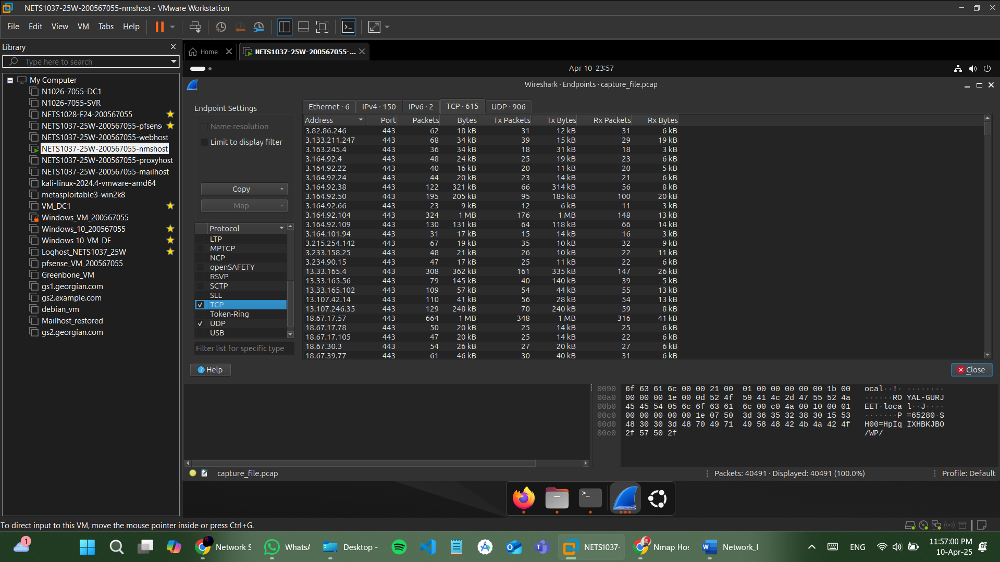 NETS1037-25W-200567055-nmshost - VMware Workstation
File Edit View VM Tabs Help
Library
Type here to search
My Computer
N1026-7055-DC1
N1026-7055-SVR
NETS1028-F24-200567055
NETS1037-25W-200567055-pfsens
NETS1037-25W-200567055-webhost
NETS1037-25W-200567055-nmshost
NETS1037-25W-200567055-proxyhost
NETS1037-25W-200567055-mailhost
kali-linux-2024.4-vmware-amd64
metasploitable3-win2k8
VM_DC1
Windows_VM_200567055
Windows_10_200567055
Windows 10_VM_DF
Loghost_NETS1037_25W
pfsense_VM_200567055
Greenbone_VM
gs1.georgian.com
gs2.example.com
debian_vm
Mailhost_restored
gs2.georgian.com
Home NETS1037-25W-200567055-...
Apr 10 23:57
Wireshark · Endpoints · capture_file.pcap
Endpoint Settings
Name resolution
Limit to display filter
Copy
Map
Protocol
LTP
MPTCP
NCP
openSAFETY
RSVP
SCTP
SLL
TCP
Token-Ring
UDP
USB
Filter list for specific type
Ethernet · 6 IPv4 · 150 IPv6 · 2 TCP · 615 UDP · 906
Address Port Packets Bytes Tx Packets Tx Bytes Rx Packets Rx Bytes
3.82.86.246 443 62 18 kB 31 12 kB 31 6 kB
3.133.211.247 443 68 34 kB 39 15 kB 29 19 kB
3.163.245.4 443 36 34 kB 18 31 kB 18 3 kB
3.164.92.4 443 48 24 kB 25 19 kB 23 6 kB
3.164.92.22 443 40 16 kB 20 11 kB 20 5 kB
3.164.92.24 443 44 20 kB 23 14 kB 21 6 kB
3.164.92.38 443 122 321 kB 66 314 kB 56 8 kB
3.164.92.50 443 195 205 kB 95 185 kB 100 20 kB
3.164.92.66 443 23 9 kB 12 6 kB 11 3 kB
3.164.92.104 443 324 1 MB 176 1 MB 148 13 kB
3.164.92.109 443 130 131 kB 64 118 kB 66 14 kB
3.164.101.94 443 31 17 kB 15 14 kB 16 3 kB
3.215.254.142 443 67 19 kB 35 10 kB 32 9 kB
3.233.158.25 443 48 21 kB 26 10 kB 22 11 kB
3.234.90.15 443 47 17 kB 25 11 kB 22 6 kB
13.33.165.4 443 308 362 kB 161 335 kB 147 26 kB
13.33.165.56 443 79 145 kB 40 140 kB 39 5 kB
13.33.165.102 443 109 57 kB 54 44 kB 55 13 kB
13.107.42.14 443 110 41 kB 56 28 kB 54 13 kB
13.107.246.35 443 129 248 kB 70 240 kB 59 8 kB
18.67.17.57 443 664 1 MB 348 1 MB 316 41 kB
18.67.17.78 443 50 20 kB 25 14 kB 25 6 kB
18.67.17.105 443 47 20 kB 25 14 kB 22 6 kB
18.67.30.3 443 54 26 kB 27 20 kB 27 6 kB
18.67.39.77 443 61 46 kB 30 40 kB 31 6 kB
Help
Close
0090 6f 63 61 6c 00 00 21 00 01 00 00 00 00 00 1b 00 ocal··!· ········
00a0 00 00 00 1e 00 0d 52 4f 59 41 4c 2d 47 55 52 4a ······RO YAL-GURJ
00b0 45 45 54 05 6c 6f 63 61 6c 00 c0 4a 00 10 00 01 EET·loca l··J····
00c0 00 00 00 00 00 1e 07 50 3d 36 35 32 38 30 15 53 ·······P =65280·S
00d0 48 30 30 3d 48 70 49 71 49 58 48 42 4b 4a 42 4f H00=HpIq IXHBKJBO
00e0 2f 57 50 2f /WP/
capture_file.pcap
Packets: 40491 · Displayed: 40491 (100.0%)
Profile: Default
To direct input to this VM, move the mouse pointer inside or press Ctrl+G.
1
Network S WhatsA Desktop - NETS1037- Nmap Hos Network_D
ENG
11:57:00 PM
10-Apr-25